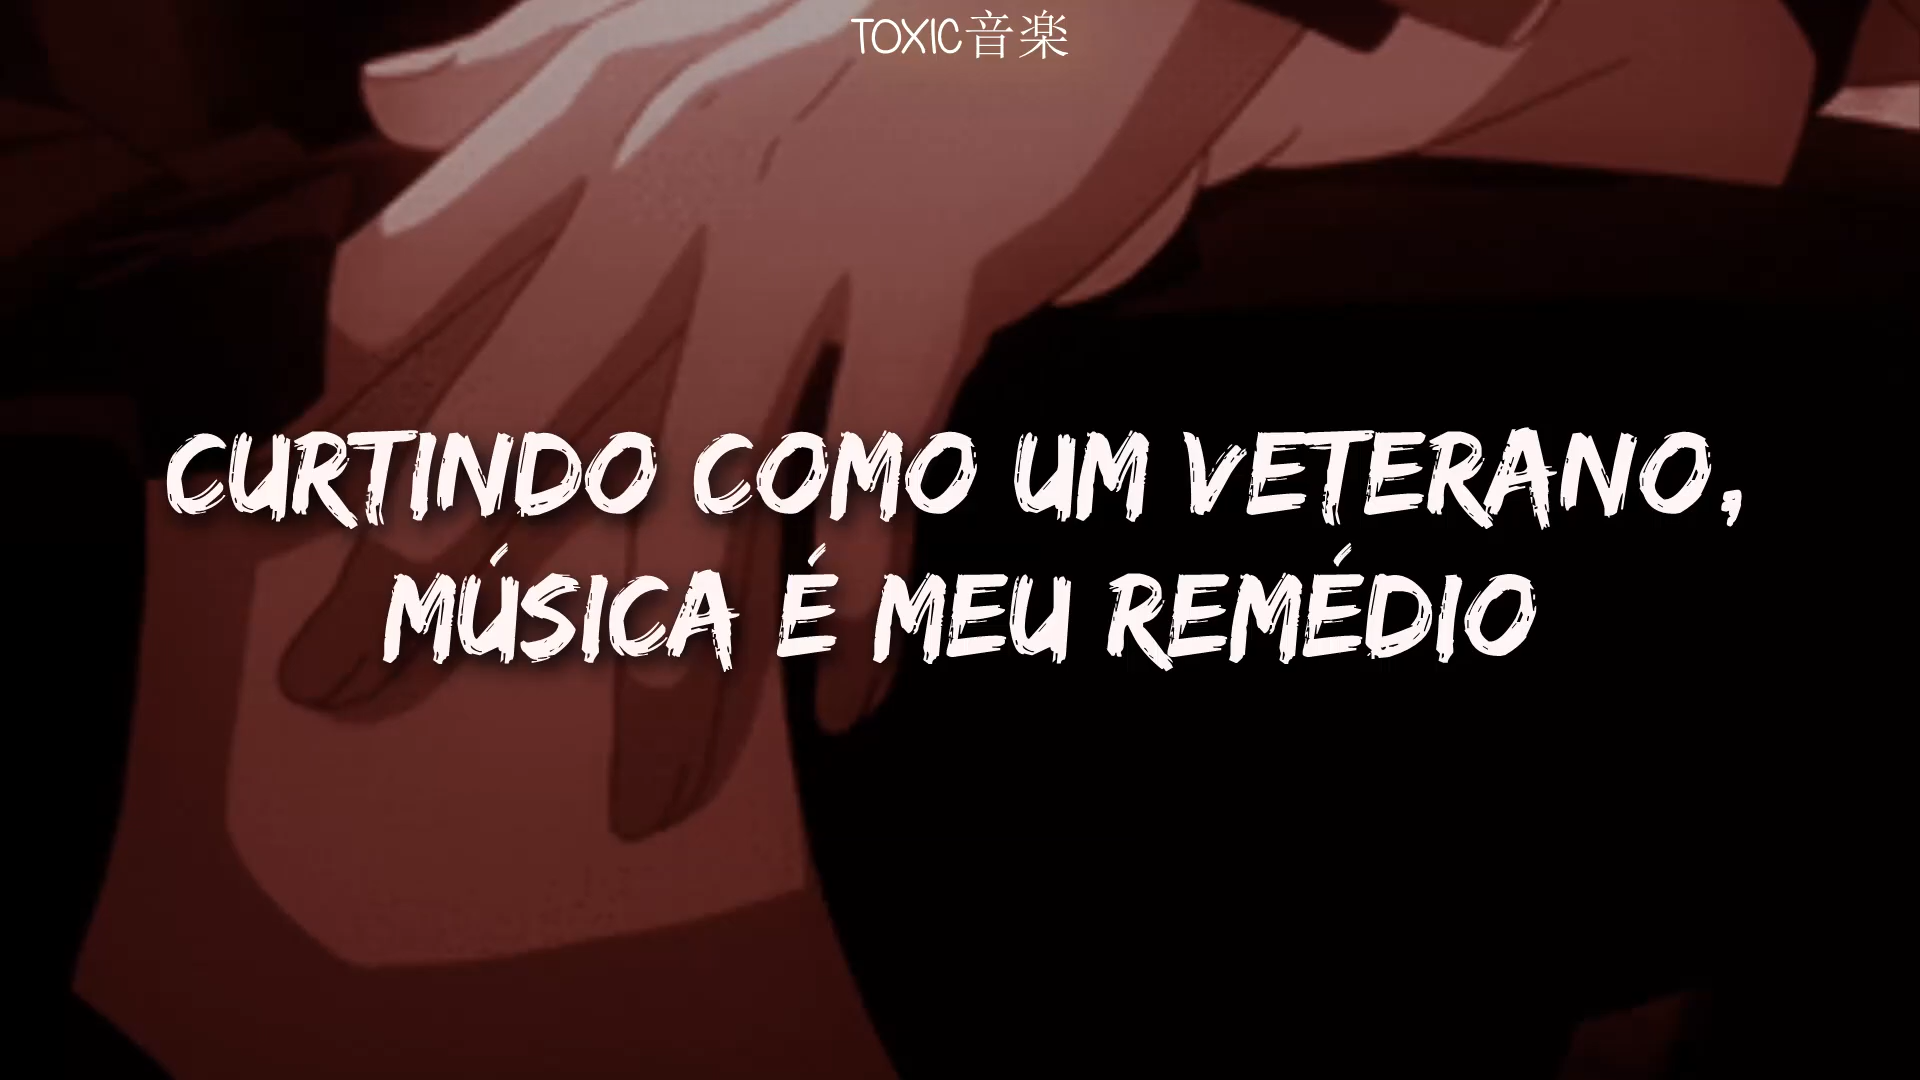 TOXIC音楽
CURTINDO COMO UM VETERANO,
MÚSICA É MEU REMÉDIO